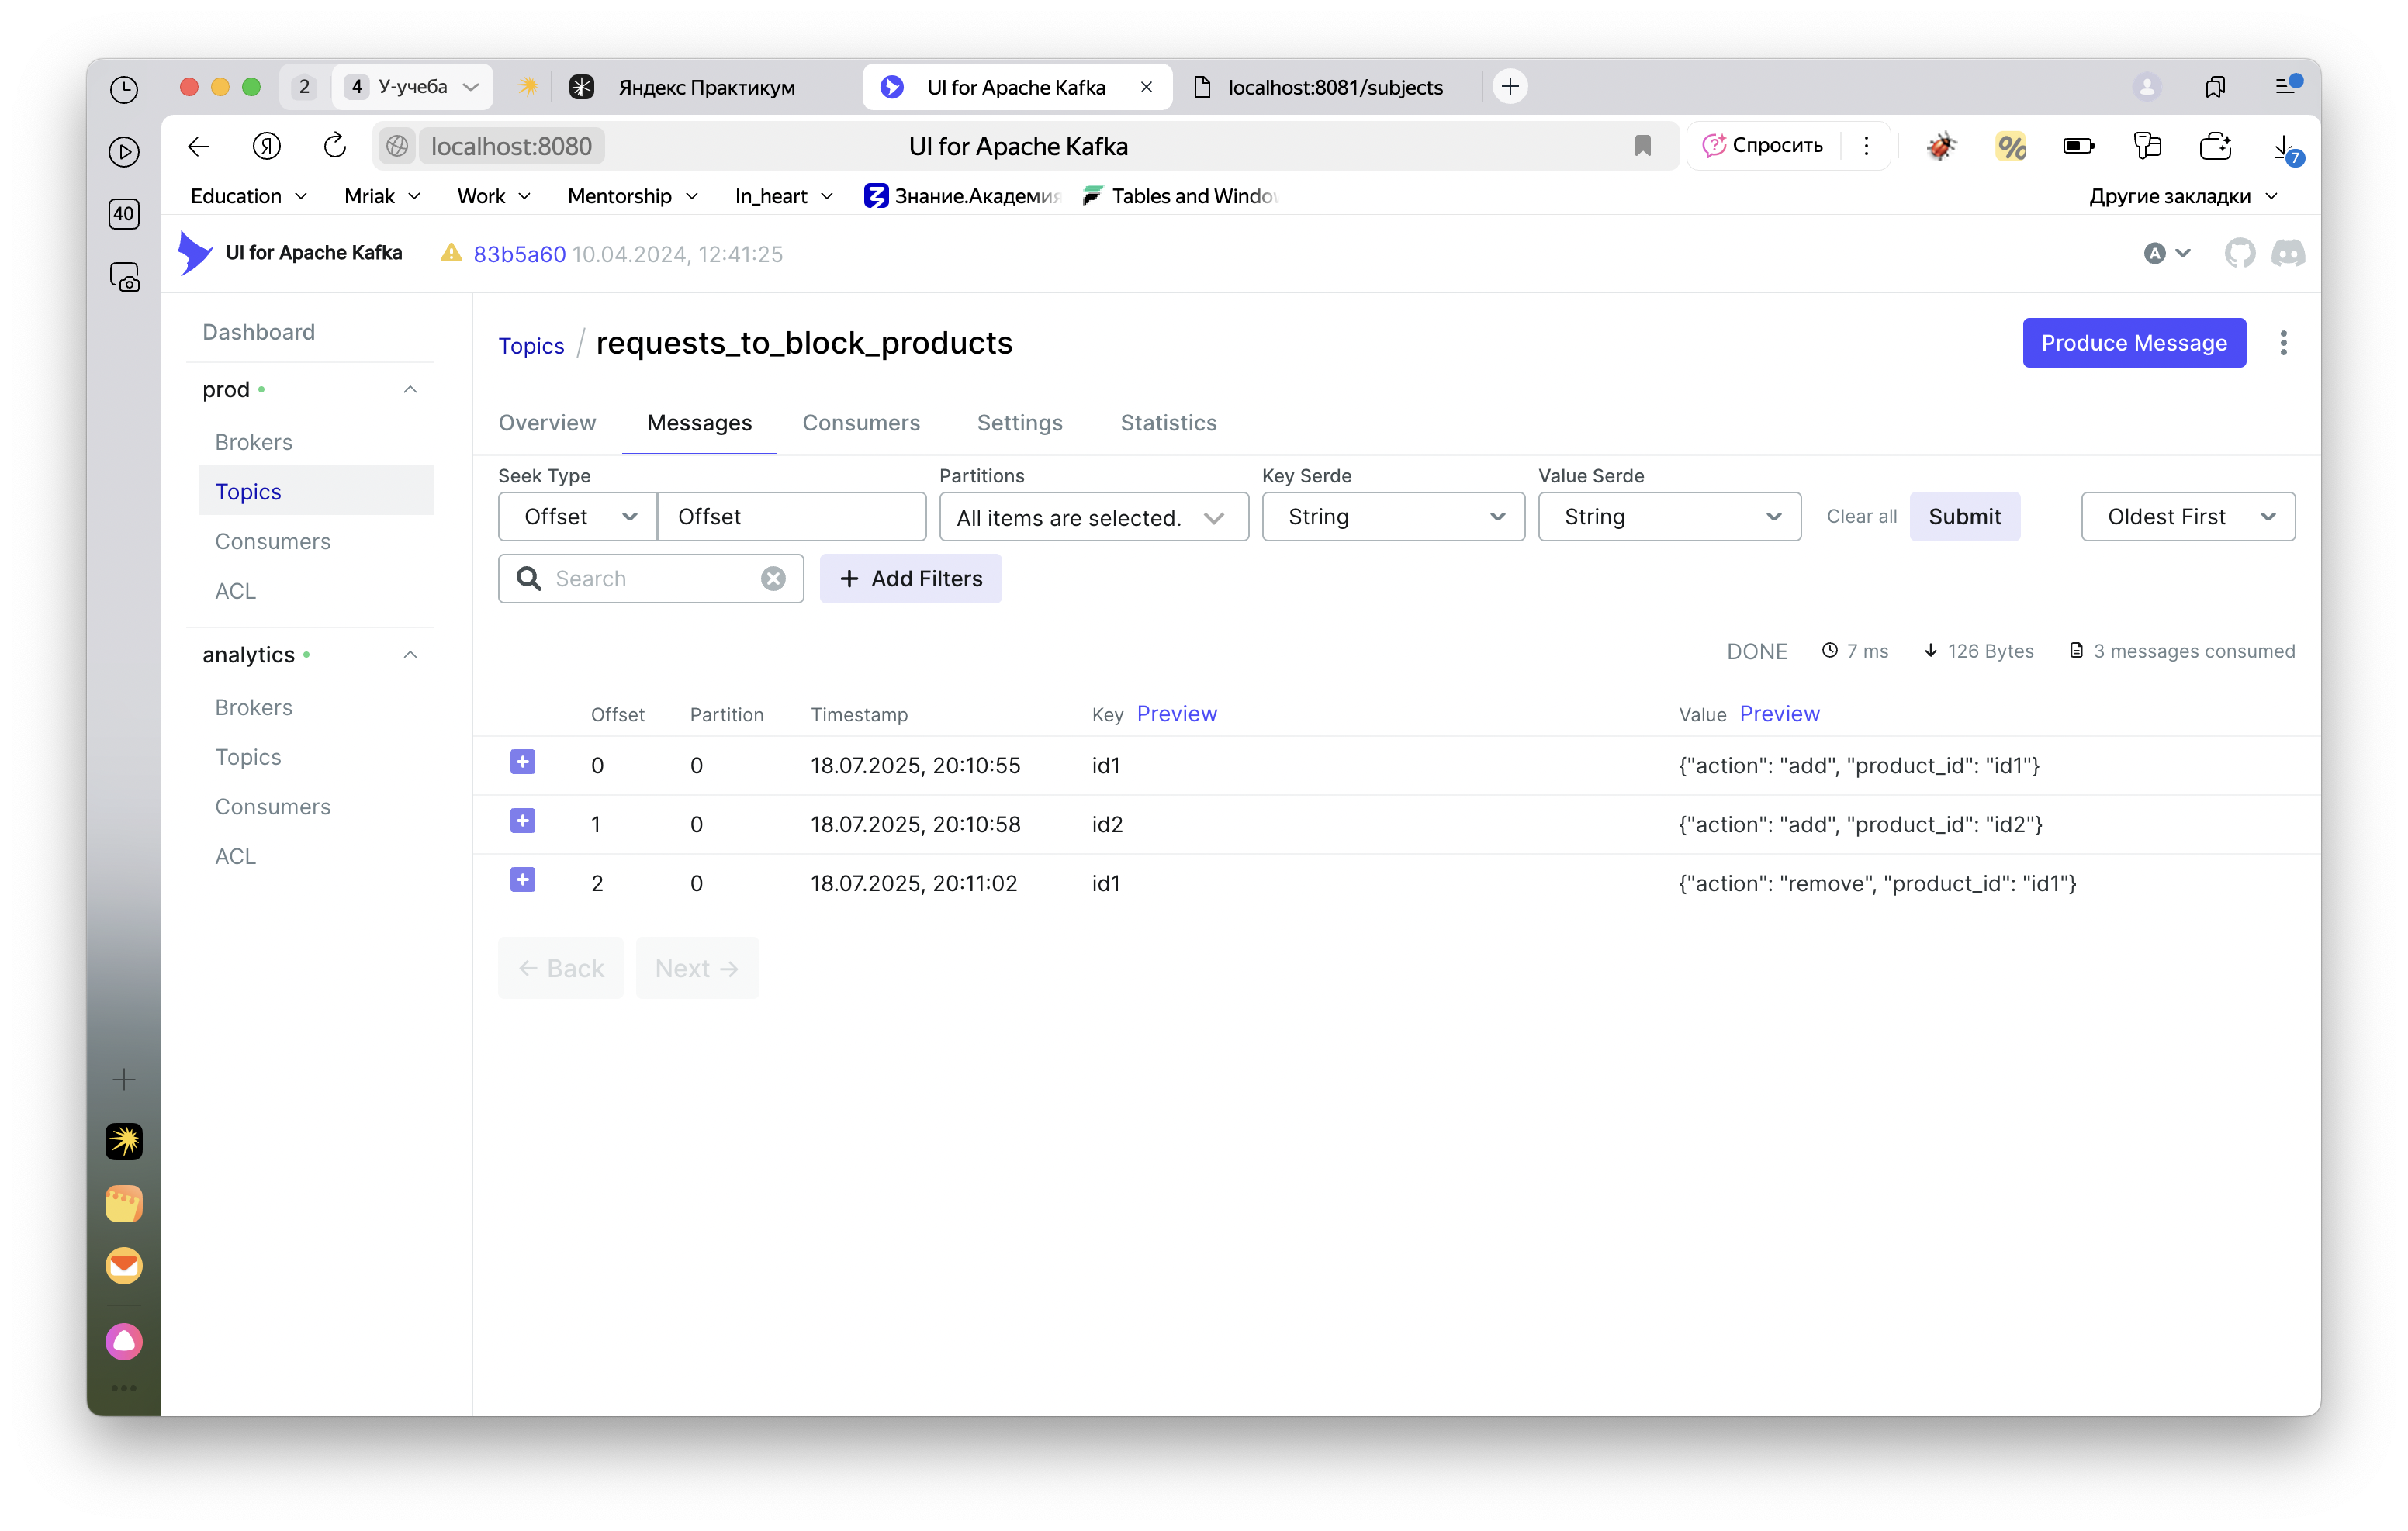 2 4 У-учеба Яндекс Практикум UI for Apache Kafka localhost:8081/subjects
Я localhost:8080 UI for Apache Kafka Спросить % 7
40
Education Mriak Work Mentorship In_heart Знание.Академия Tables and Window Другие закладки
UI for Apache Kafka 83b5a60 10.04.2024, 12:41:25 A
Dashboard
prod
Brokers
Topics
Consumers
ACL
analytics
Brokers
Topics
Consumers
ACL
Topics / requests_to_block_products Produce Message
Overview Messages Consumers Settings Statistics
Seek Type Partitions Key Serde Value Serde
Offset Offset All items are selected. String String Clear all Submit Oldest First
Search Add Filters
DONE 7 ms 126 Bytes 3 messages consumed
Offset Partition Timestamp Key Preview Value Preview
0 0 18.07.2025, 20:10:55 id1 {"action": "add", "product_id": "id1"}
1 0 18.07.2025, 20:10:58 id2 {"action": "add", "product_id": "id2"}
2 0 18.07.2025, 20:11:02 id1 {"action": "remove", "product_id": "id1"}
← Back Next →